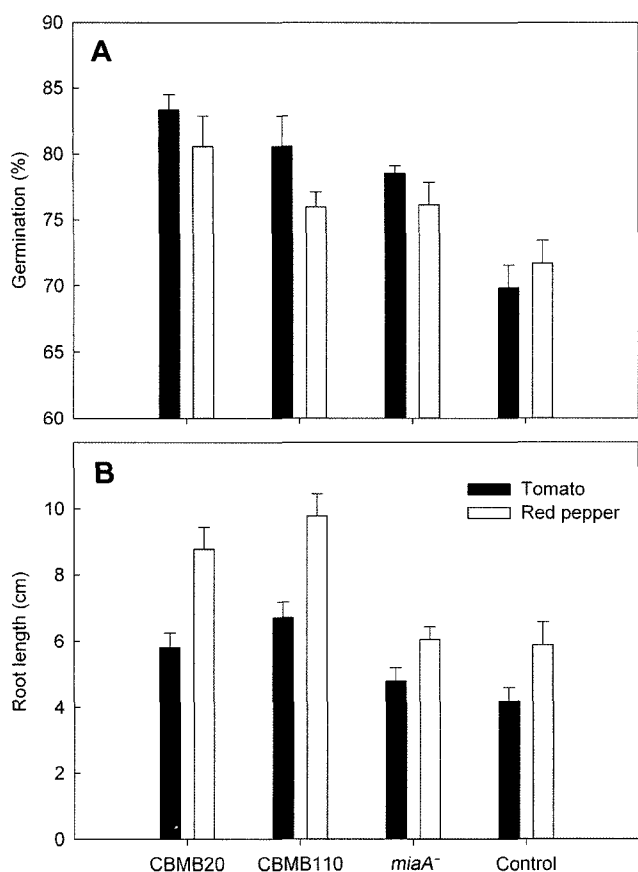 A
90
85
80
75
70
65
60
Germination (%)
B
Tomato
Red pepper
10
8
6
4
2
0
Root length (cm)
CBMB20 CBMB110 miaA⁻ Control